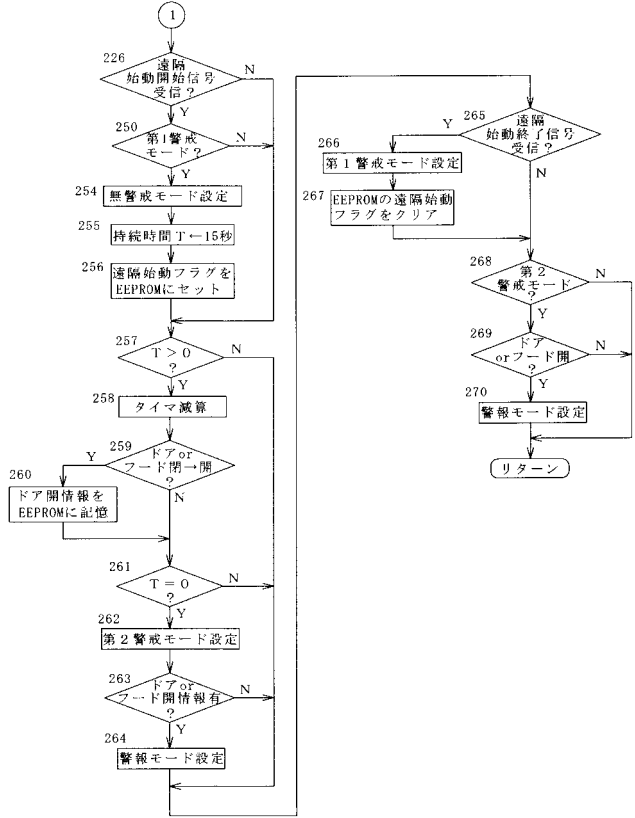 1
226
遠隔
始動開始信号
受信?
N
Y
250
第1警戒
モード?
N
Y
254
無警戒モード設定
255
持続時間T←15秒
256
遠隔始動フラグを
EEPROMにセット
257
T>0
?
N
Y
258
タイマ減算
259
ドアor
フード閉→開
?
Y
N
260
ドア開情報を
EEPROMに記憶
261
T=0
?
N
Y
262
第2警戒モード設定
263
ドアor
フード開情報有
?
N
Y
264
警報モード設定
265
遠隔
始動終了信号
受信?
Y
N
266
第1警戒モード設定
267
EEPROMの遠隔始動
フラグをクリア
268
第2
警戒モード
?
N
Y
269
ドア
orフード開
?
N
Y
270
警報モード設定
リターン